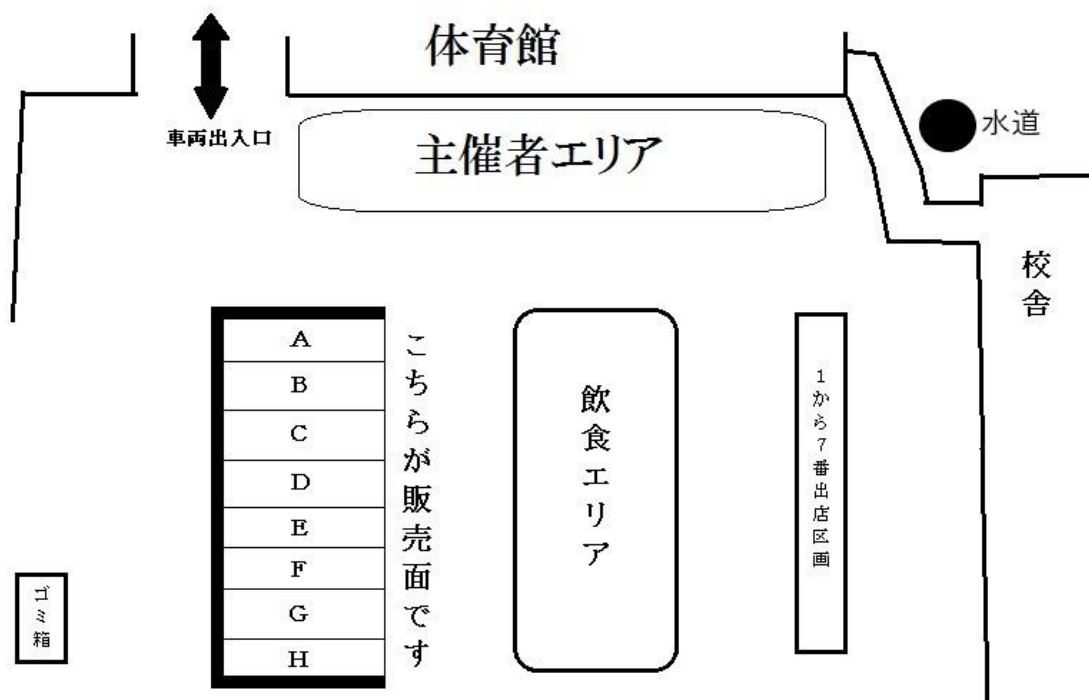 体育館
車両出入口
主催者エリア
水道
校舎
A
B
C
D
E
F
G
H
こちらが販売面です
飲食エリア
1から7番出店区画
ゴミ箱